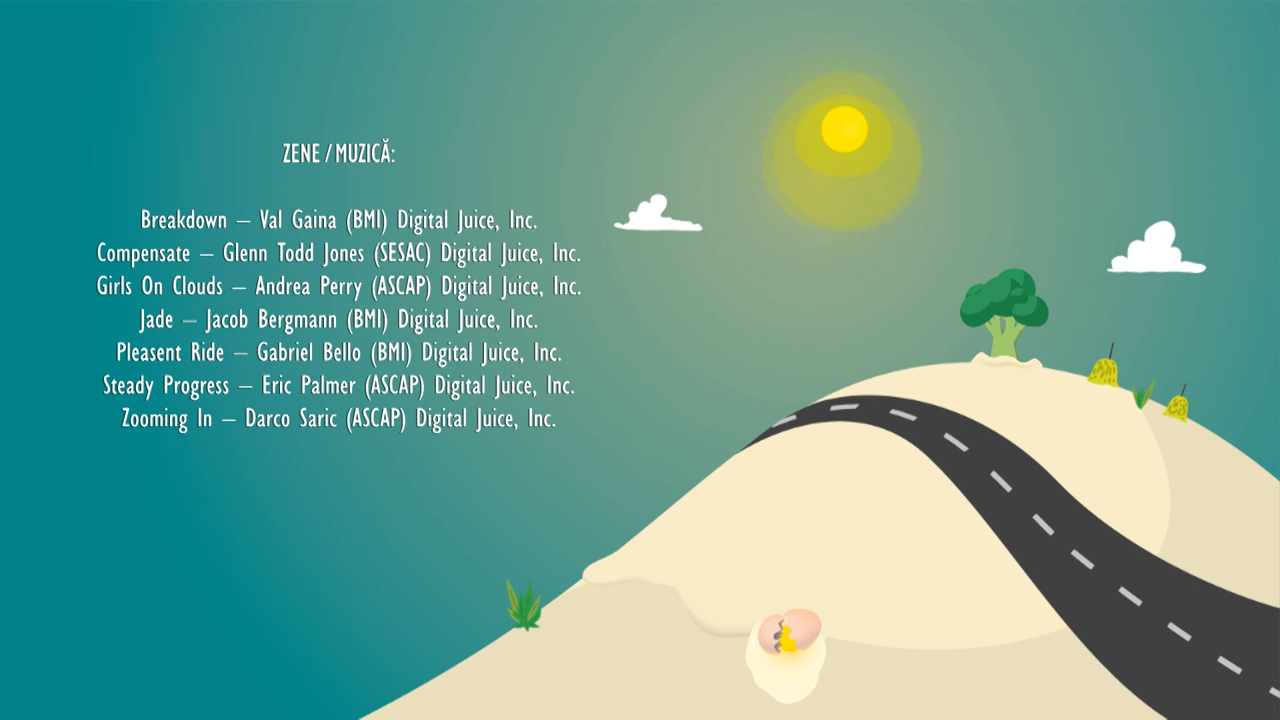 ZENE / MUZICĂ:
Breakdown – Val Gaina (BMI) Digital Juice, Inc.
Compensate – Glenn Todd Jones (SESAC) Digital Juice, Inc.
Girls On Clouds – Andrea Perry (ASCAP) Digital Juice, Inc.
Jade – Jacob Bergmann (BMI) Digital Juice, Inc.
Pleasent Ride – Gabriel Bello (BMI) Digital Juice, Inc.
Steady Progress – Eric Palmer (ASCAP) Digital Juice, Inc.
Zooming In – Darco Saric (ASCAP) Digital Juice, Inc.